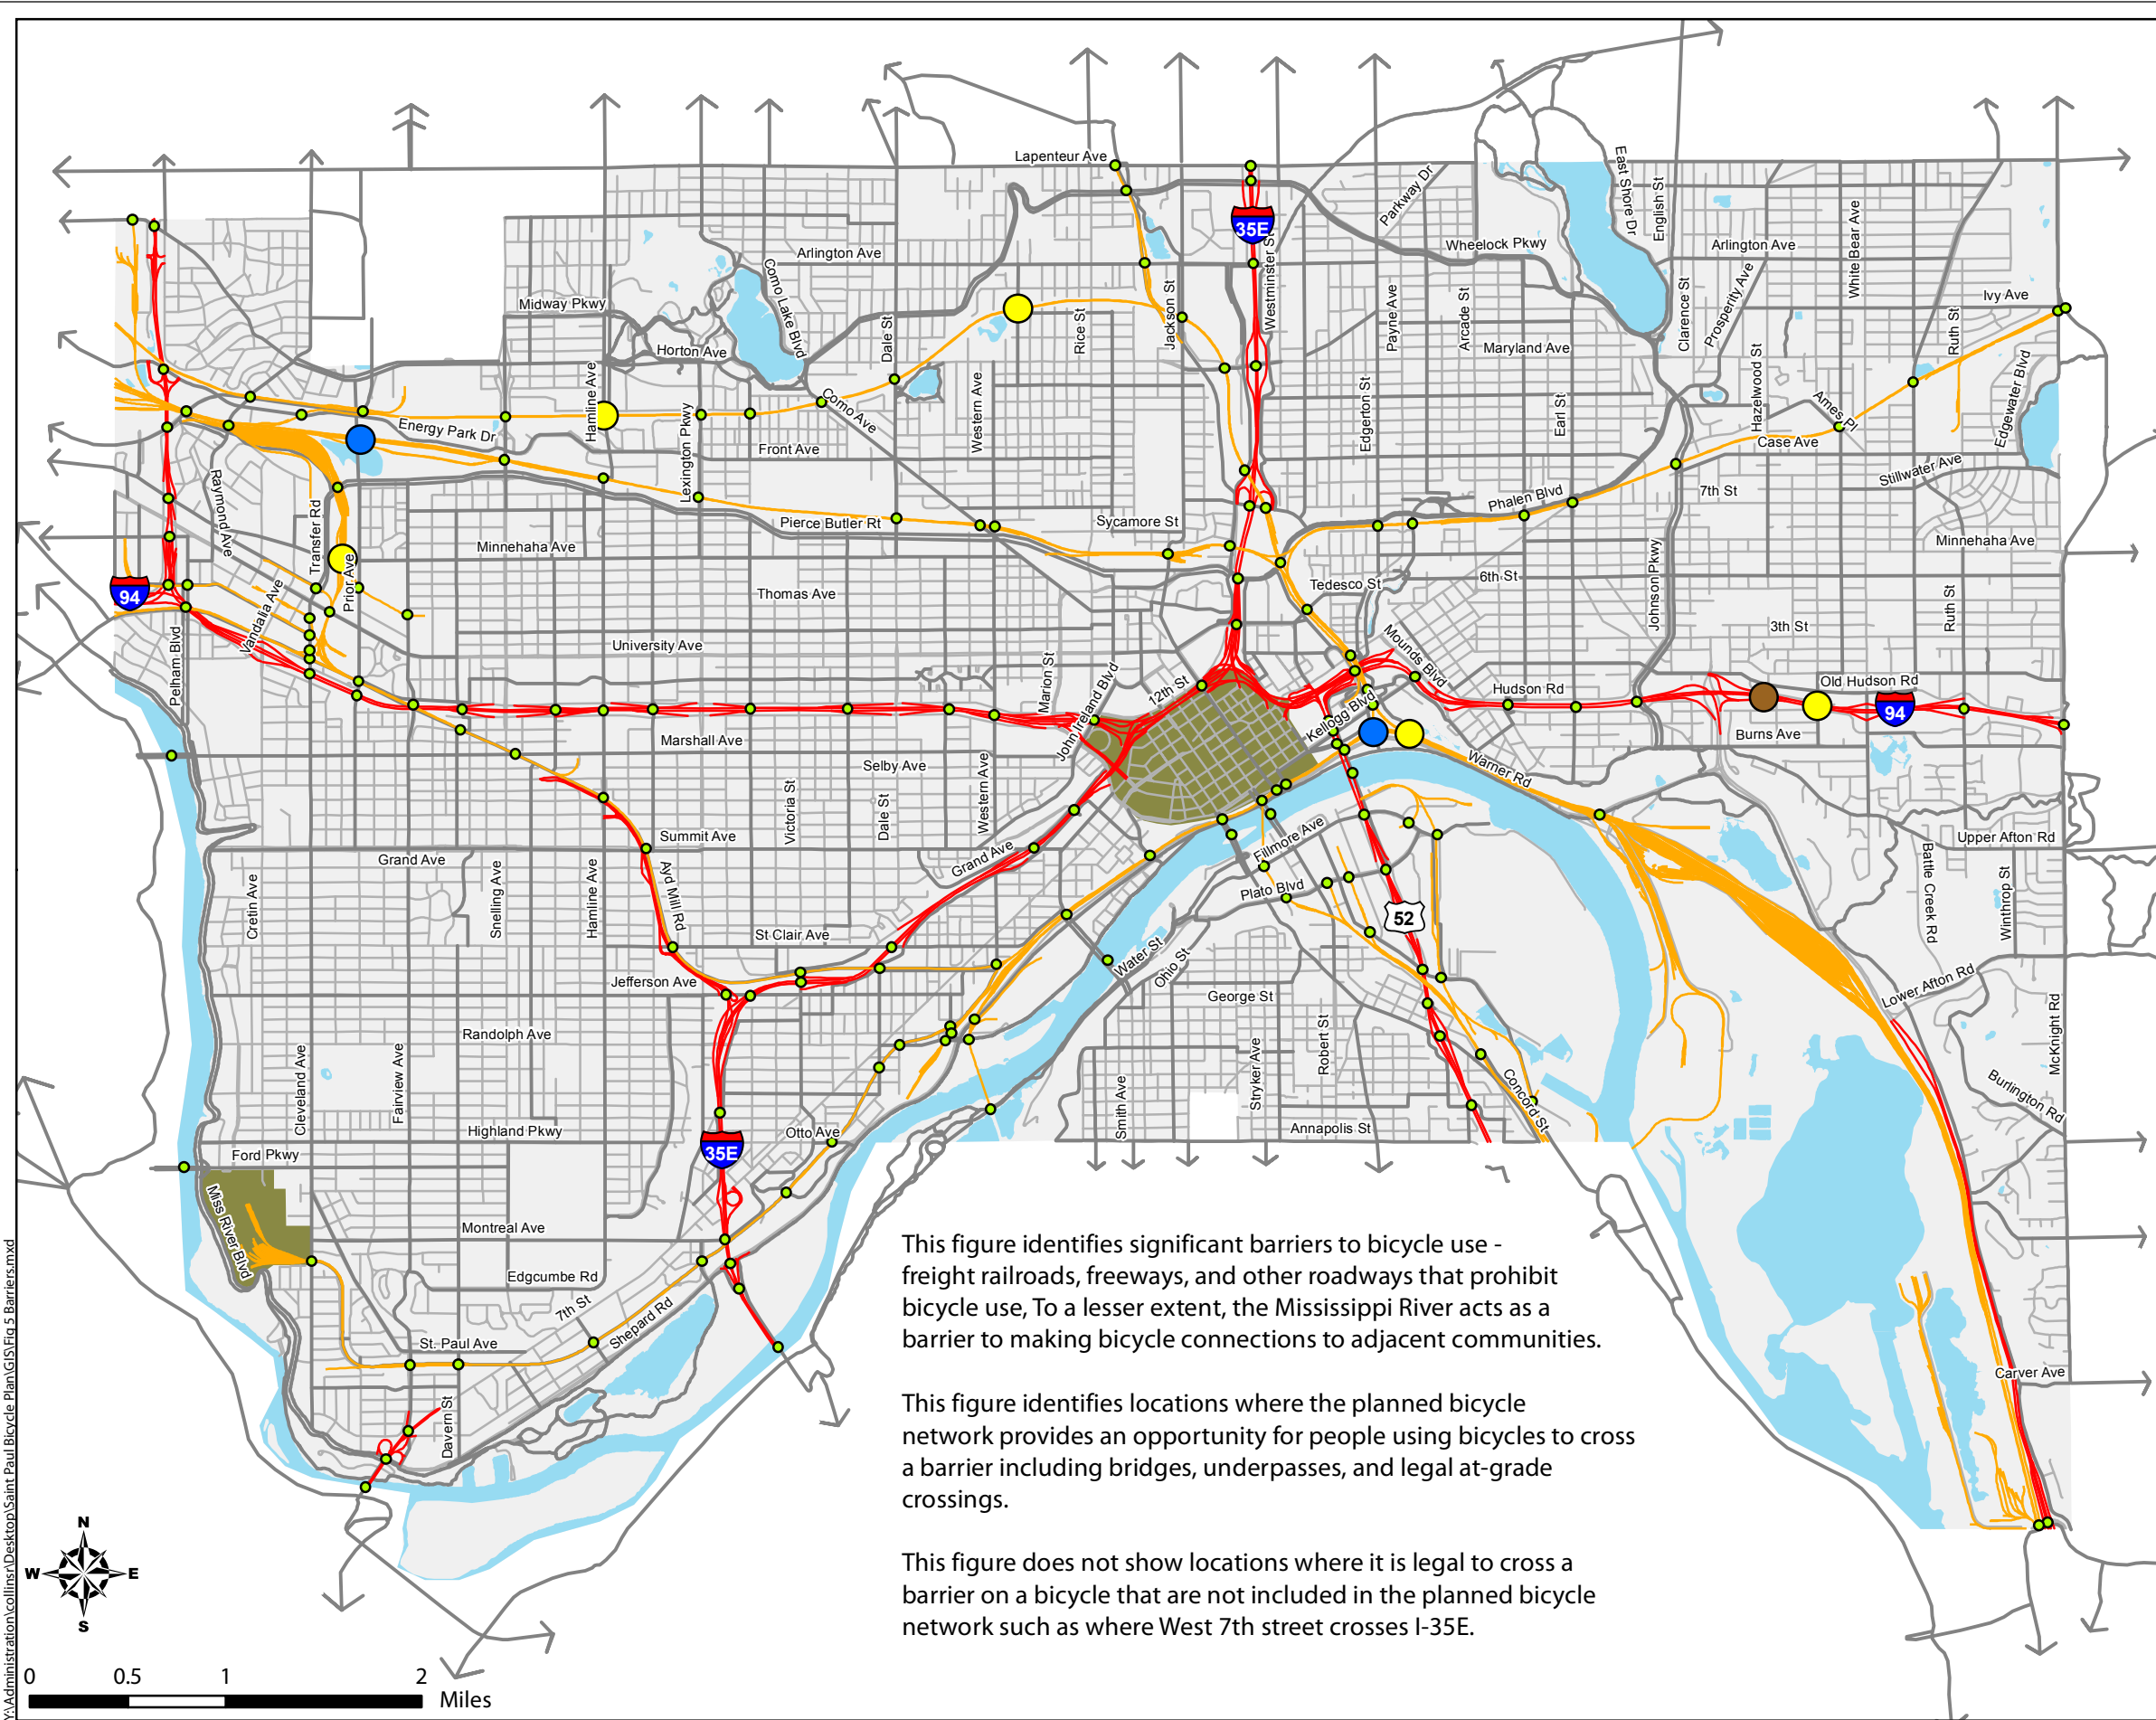 Lapenteur Ave
35E
Parkway Dr
East Shore Dr
English St
Wheelock Pkwy
Arlington Ave
White Bear Ave
Arlington Ave
Como Lake Blvd
Westminster St
Clarence St
Prosperity Ave
Ivy Ave
Midway Pkwy
Jackson St
Payne Ave
Arcade St
Ruth St
Horton Ave
Dale St
Rice St
Maryland Ave
Hazelwood St
Edgewater Blvd
Hamline Ave
Lexington Pkwy
Como Ave
Western Ave
Edgerton St
Earl St
Ames Pl
Energy Park Dr
Front Ave
Case Ave
Stillwater Ave
Raymond Ave
Transfer Rd
Pierce Butler Rt
Sycamore St
Phalen Blvd
7th St
Minnehaha Ave
Minnehaha Ave
Prior Ave
94
Thomas Ave
Tedesco St
6th St
Johnson Pkwy
Ruth St
Vandalia Ave
Pelham Blvd
University Ave
Marion St
John Ireland Blvd
12th St
Mounds Blvd
3th St
Hudson Rd
Old Hudson Rd
94
Kellogg Blvd
Burns Ave
Marshall Ave
Selby Ave
Warner Rd
Victoria St
Dale St
Western Ave
Summit Ave
Grand Ave
Grand Ave
Fillmore Ave
Upper Afton Rd
Cretin Ave
Snelling Ave
Hamline Ave
Ayd Mill Rd
Plato Blvd
52
Battle Creek Rd
Winthrop St
St Clair Ave
Water St
Ohio St
Jefferson Ave
George St
Lower Afton Rd
Randolph Ave
Robert St
McKnight Rd
Cleveland Ave
Fairview Ave
Smith Ave
Stryker Ave
Concord St
Burlington Rd
Highland Pkwy
Otto Ave
Annapolis St
Ford Pkwy
35E
Miss River Blvd
Montreal Ave
Edgcumbe Rd
7th St
Shepard Rd
St. Paul Ave
Davern St
Carver Ave
This figure identifies significant barriers to bicycle use -
freight railroads, freeways, and other roadways that prohibit
bicycle use, To a lesser extent, the Mississippi River acts as a
barrier to making bicycle connections to adjacent communities.
This figure identifies locations where the planned bicycle
network provides an opportunity for people using bicycles to cross
a barrier including bridges, underpasses, and legal at-grade
crossings.
This figure does not show locations where it is legal to cross a
barrier on a bicycle that are not included in the planned bicycle
network such as where West 7th street crosses I-35E.
N
W E
S
0 0.5 1 2
Miles
Y:\Administration\collinsr\Desktop\Saint Paul Bicycle Plan\GIS\Fig 5 Barriers.mxd